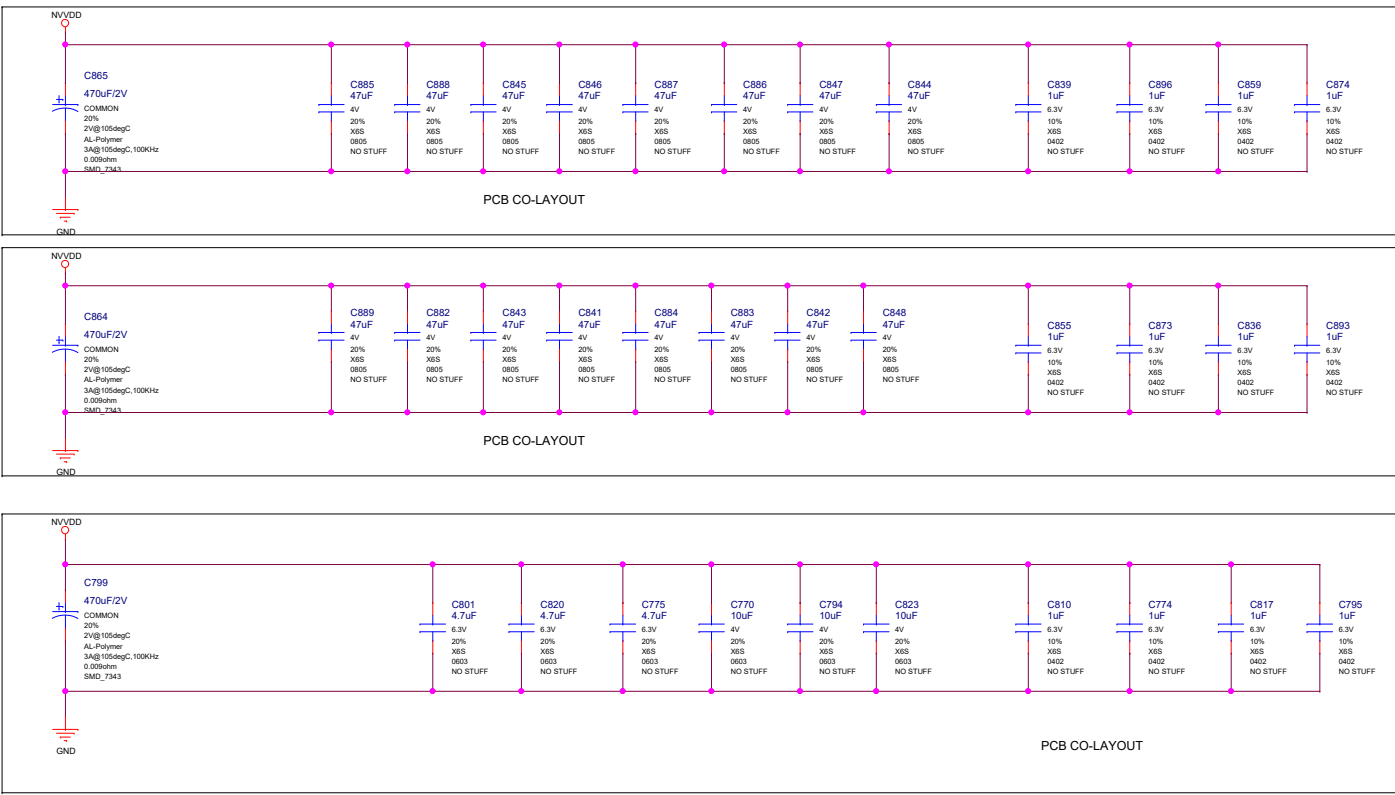 NVVDD
C865
470uF/2V
COMMON
20%
2V@105degC
AL-Polymer
3A@105degC,100KHz
0.009ohm
SMD_7343
GND
C885
47uF
4V
20%
X6S
0805
NO STUFF
C888
47uF
4V
20%
X6S
0805
NO STUFF
C845
47uF
4V
20%
X6S
0805
NO STUFF
C846
47uF
4V
20%
X6S
0805
NO STUFF
C887
47uF
4V
20%
X6S
0805
NO STUFF
C886
47uF
4V
20%
X6S
0805
NO STUFF
C847
47uF
4V
20%
X6S
0805
NO STUFF
C844
47uF
4V
20%
X6S
0805
NO STUFF
C839
1uF
6.3V
10%
X6S
0402
NO STUFF
C896
1uF
6.3V
10%
X6S
0402
NO STUFF
C859
1uF
6.3V
10%
X6S
0402
NO STUFF
C874
1uF
6.3V
10%
X6S
0402
NO STUFF
PCB CO-LAYOUT
NVVDD
C864
470uF/2V
COMMON
20%
2V@105degC
AL-Polymer
3A@105degC,100KHz
0.009ohm
SMD_7343
GND
C889
47uF
4V
20%
X6S
0805
NO STUFF
C882
47uF
4V
20%
X6S
0805
NO STUFF
C843
47uF
4V
20%
X6S
0805
NO STUFF
C841
47uF
4V
20%
X6S
0805
NO STUFF
C884
47uF
4V
20%
X6S
0805
NO STUFF
C883
47uF
4V
20%
X6S
0805
NO STUFF
C842
47uF
4V
20%
X6S
0805
NO STUFF
C848
47uF
4V
20%
X6S
0805
NO STUFF
C855
1uF
6.3V
10%
X6S
0402
NO STUFF
C873
1uF
6.3V
10%
X6S
0402
NO STUFF
C836
1uF
6.3V
10%
X6S
0402
NO STUFF
C893
1uF
6.3V
10%
X6S
0402
NO STUFF
PCB CO-LAYOUT
NVVDD
C799
470uF/2V
COMMON
20%
2V@105degC
AL-Polymer
3A@105degC,100KHz
0.009ohm
SMD_7343
GND
C801
4.7uF
6.3V
20%
X6S
0603
NO STUFF
C820
4.7uF
6.3V
20%
X6S
0603
NO STUFF
C775
4.7uF
6.3V
20%
X6S
0603
NO STUFF
C770
10uF
4V
20%
X6S
0603
NO STUFF
C794
10uF
4V
20%
X6S
0603
NO STUFF
C823
10uF
4V
20%
X6S
0603
NO STUFF
C810
1uF
6.3V
10%
X6S
0402
NO STUFF
C774
1uF
6.3V
10%
X6S
0402
NO STUFF
C817
1uF
6.3V
10%
X6S
0402
NO STUFF
C795
1uF
6.3V
10%
X6S
0402
NO STUFF
PCB CO-LAYOUT